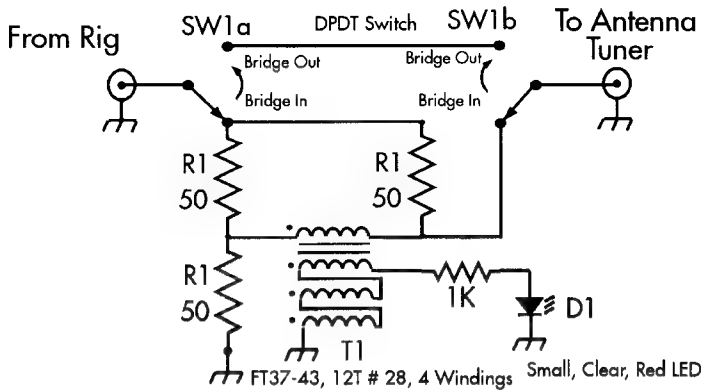 From Rig
SW1a
DPDT Switch
SW1b
To Antenna
Tuner
Bridge Out
Bridge Out
Bridge In
Bridge In
R1
50
R1
50
R1
50
1K
D1
T1
FT37-43, 12T # 28, 4 Windings
Small, Clear, Red LED